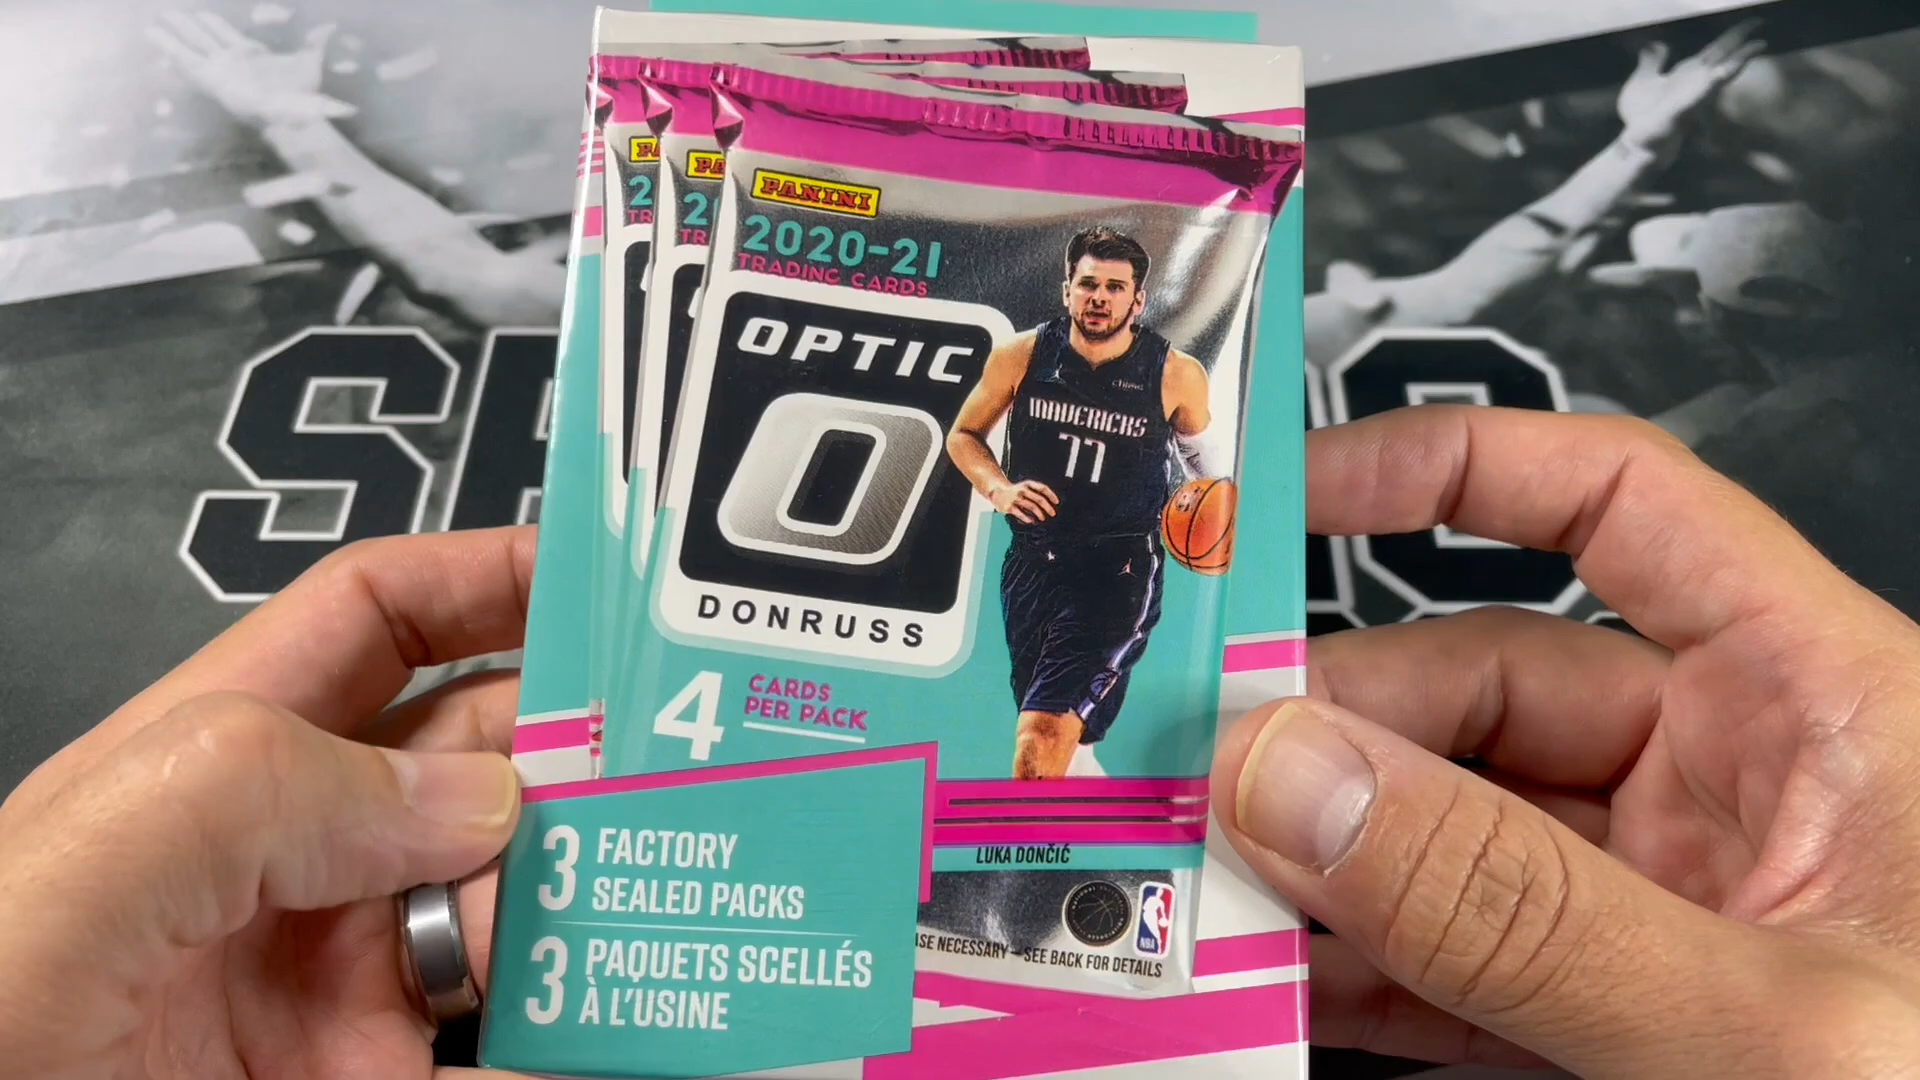 PANINI
2020-21
TRADING CARDS
OPTIC
O
DONRUSS
MAVERICKS
77
4 CARDS
PER PACK
3 FACTORY
SEALED PACKS
3 PAQUETS SCELLÉS
À L'USINE
LUKA DONČIĆ
NBA
NECESSARY – SEE BACK FOR DETAILS